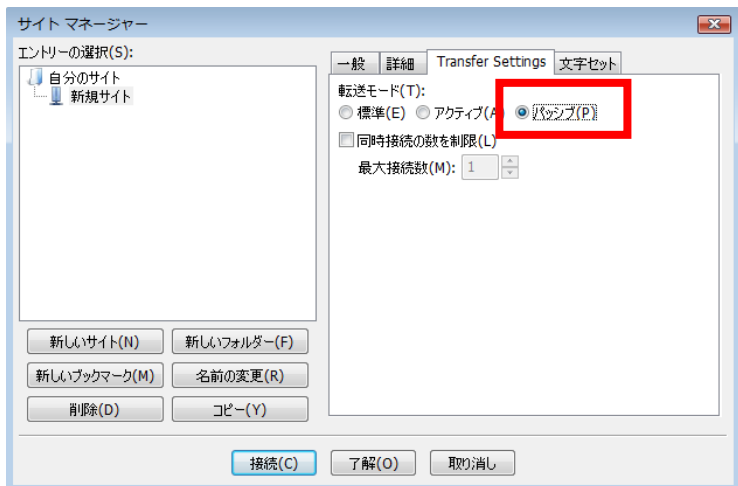 サイト マネージャー
エントリーの選択(S):
自分のサイト
新規サイト
新しいサイト(N)
新しいフォルダー(F)
新しいブックマーク(M)
名前の変更(R)
削除(D)
コピー(Y)
一般
詳細
Transfer Settings
文字セット
転送モード(T):
標準(E)
アクティブ(A
パッシブ(P)
同時接続の数を制限(L)
最大接続数(M):
1
接続(C)
了解(O)
取り消し